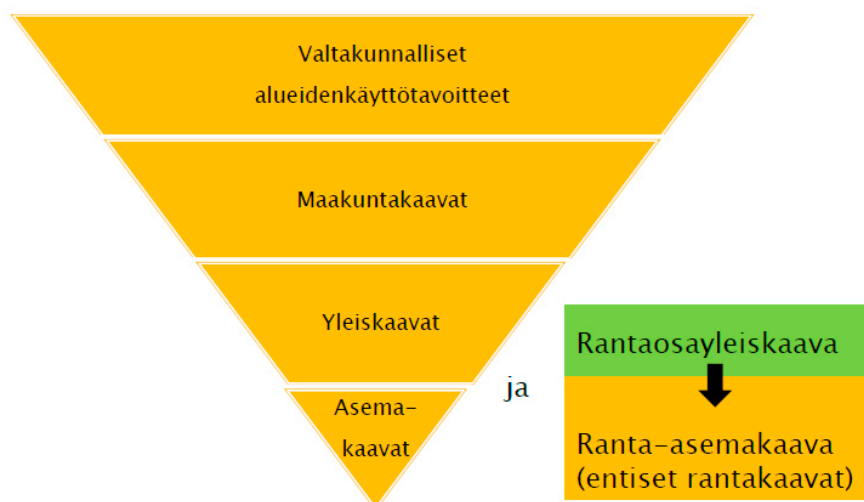 Valtakunnalliset
alueidenkäyttötavoitteet
Maakuntakaavat
Yleiskaavat
Asema-
kaavat
ja
Rantaosayleiskaava
Ranta-asemakaava
(entiset rantakaavat)